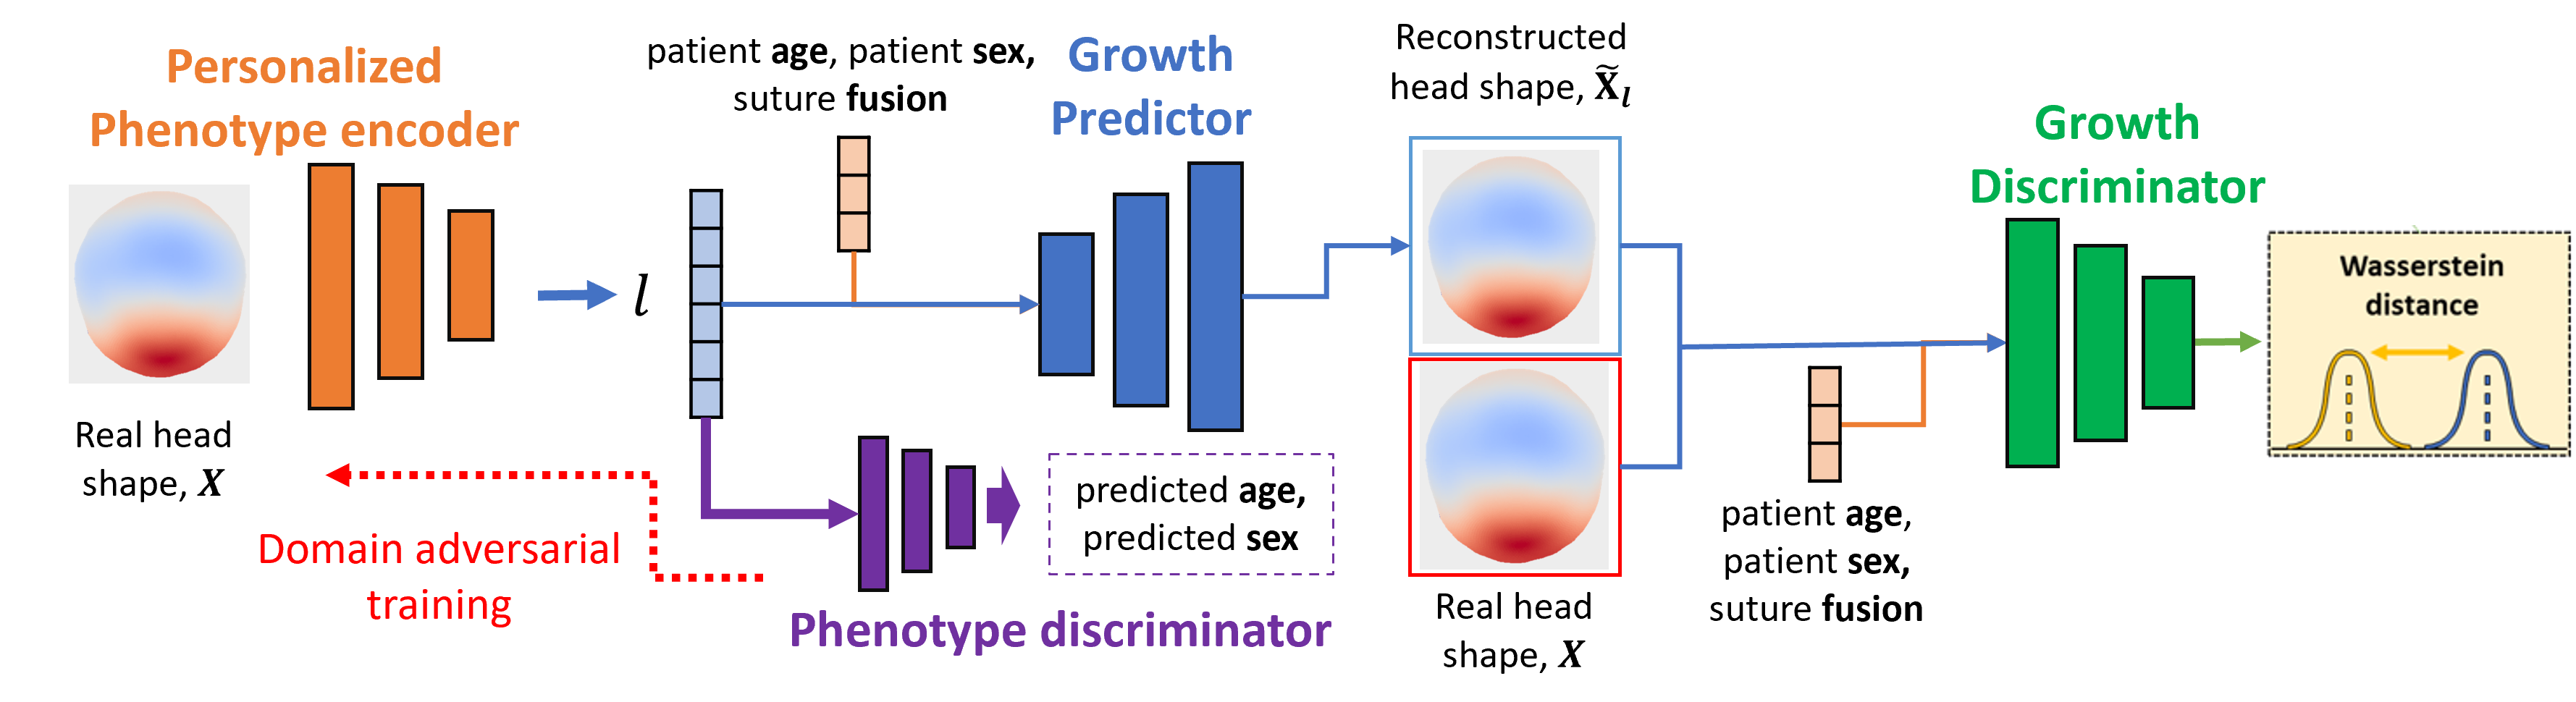 Personalized
Phenotype encoder
Real head
shape, X
l
patient age, patient sex,
suture fusion
Growth
Predictor
Domain adversarial
training
predicted age,
predicted sex
Phenotype discriminator
Reconstructed
head shape, X̃ₗ
Real head
shape, X
patient age,
patient sex,
suture fusion
Growth
Discriminator
Wasserstein
distance